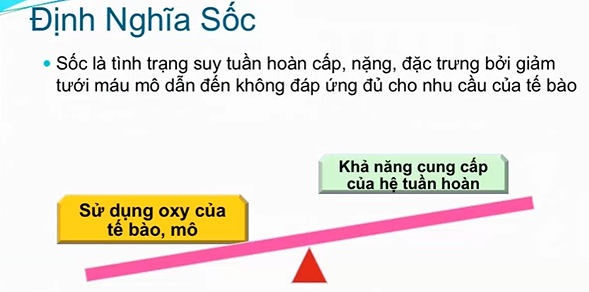 Định Nghĩa Sốc
Sốc là tình trạng suy tuần hoàn cấp, nặng, đặc trưng bởi giảm
tưới máu mô dẫn đến không đáp ứng đủ cho nhu cầu của tế bào
Khả năng cung cấp
của hệ tuần hoàn
Sử dụng oxy của
tế bào, mô